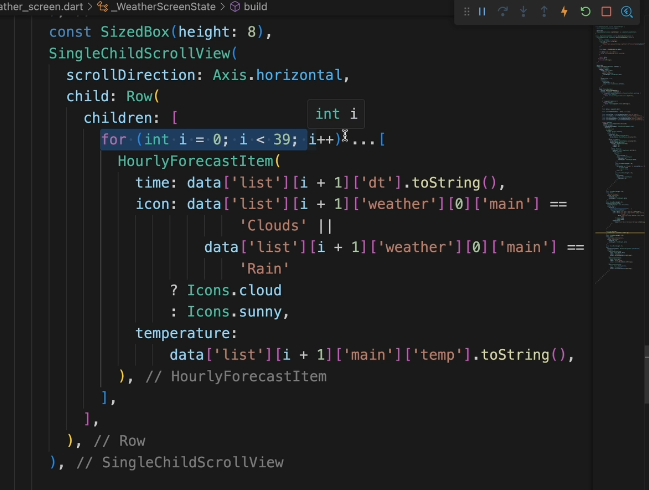 ather_screen.dart > _WeatherScreenState > build
const SizedBox(height: 8),
SingleChildScrollView(
scrollDirection: Axis.horizontal,
child: Row(
children: [
int i
for (int i = 0; i < 39; i++) ...[
HourlyForecastItem(
time: data['list'][i + 1]['dt'].toString(),
icon: data['list'][i + 1]['weather'][0]['main'] ==
'Clouds' ||
data['list'][i + 1]['weather'][0]['main'] ==
'Rain'
? Icons.cloud
: Icons.sunny,
temperature:
data['list'][i + 1]['main']['temp'].toString(),
), // HourlyForecastItem
],
],
), // Row
), // SingleChildScrollView